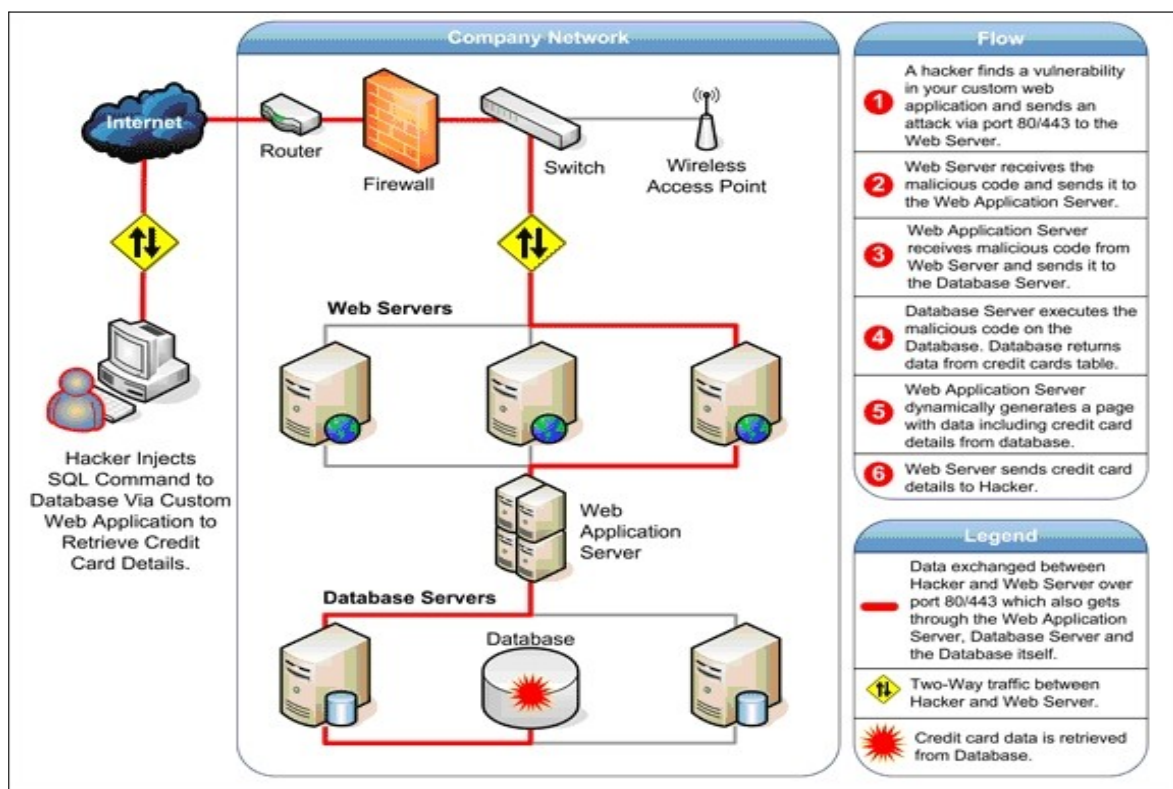 Company Network
Internet
Router
Firewall
Switch
Wireless
Access Point
Web Servers
Hacker Injects
SQL Command to
Database Via Custom
Web Application to
Retrieve Credit
Card Details.
Web
Application
Server
Database Servers
Database
Flow
1
A hacker finds a vulnerability
in your custom web
application and sends an
attack via port 80/443 to the
Web Server.
2
Web Server receives the
malicious code and sends it to
the Web Application Server.
3
Web Application Server
receives malicious code from
Web Server and sends it to
the Database Server.
4
Database Server executes the
malicious code on the
Database. Database returns
data from credit cards table.
5
Web Application Server
dynamically generates a page
with data including credit card
details from database.
6
Web Server sends credit card
details to Hacker.
Legend
Data exchanged between
Hacker and Web Server over
port 80/443 which also gets
through the Web Application
Server, Database Server and
the Database itself.
Two-Way traffic between
Hacker and Web Server.
Credit card data is retrieved
from Database.